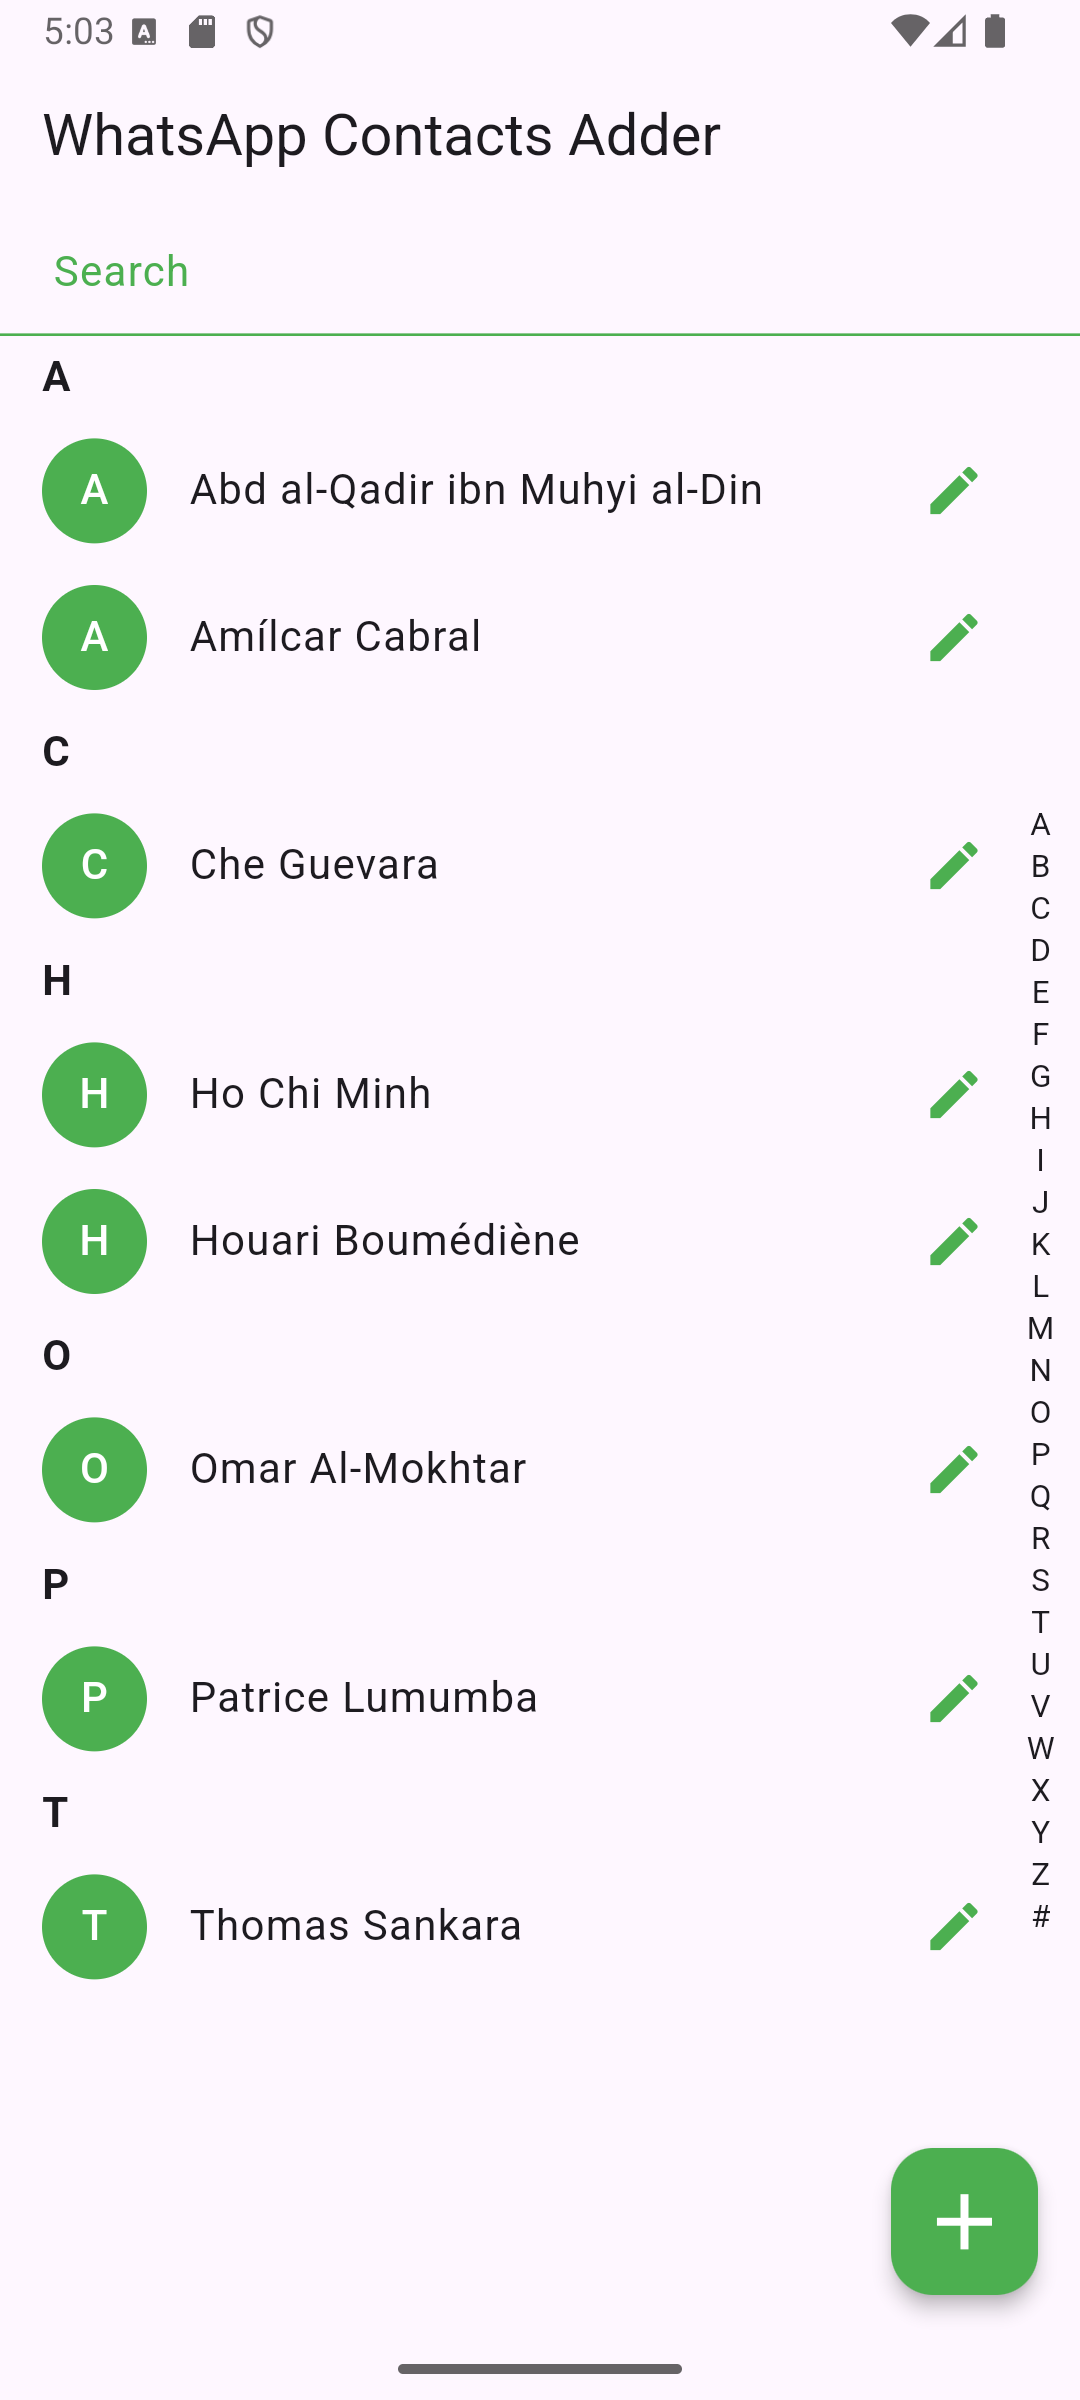 5:03
WhatsApp Contacts Adder
Search
A
A Abd al-Qadir ibn Muhyi al-Din
A Amílcar Cabral
C
C Che Guevara
H
H Ho Chi Minh
H Houari Boumédiène
O
O Omar Al-Mokhtar
P
P Patrice Lumumba
T
T Thomas Sankara
A
B
C
D
E
F
G
H
I
J
K
L
M
N
O
P
Q
R
S
T
U
V
W
X
Y
Z
#